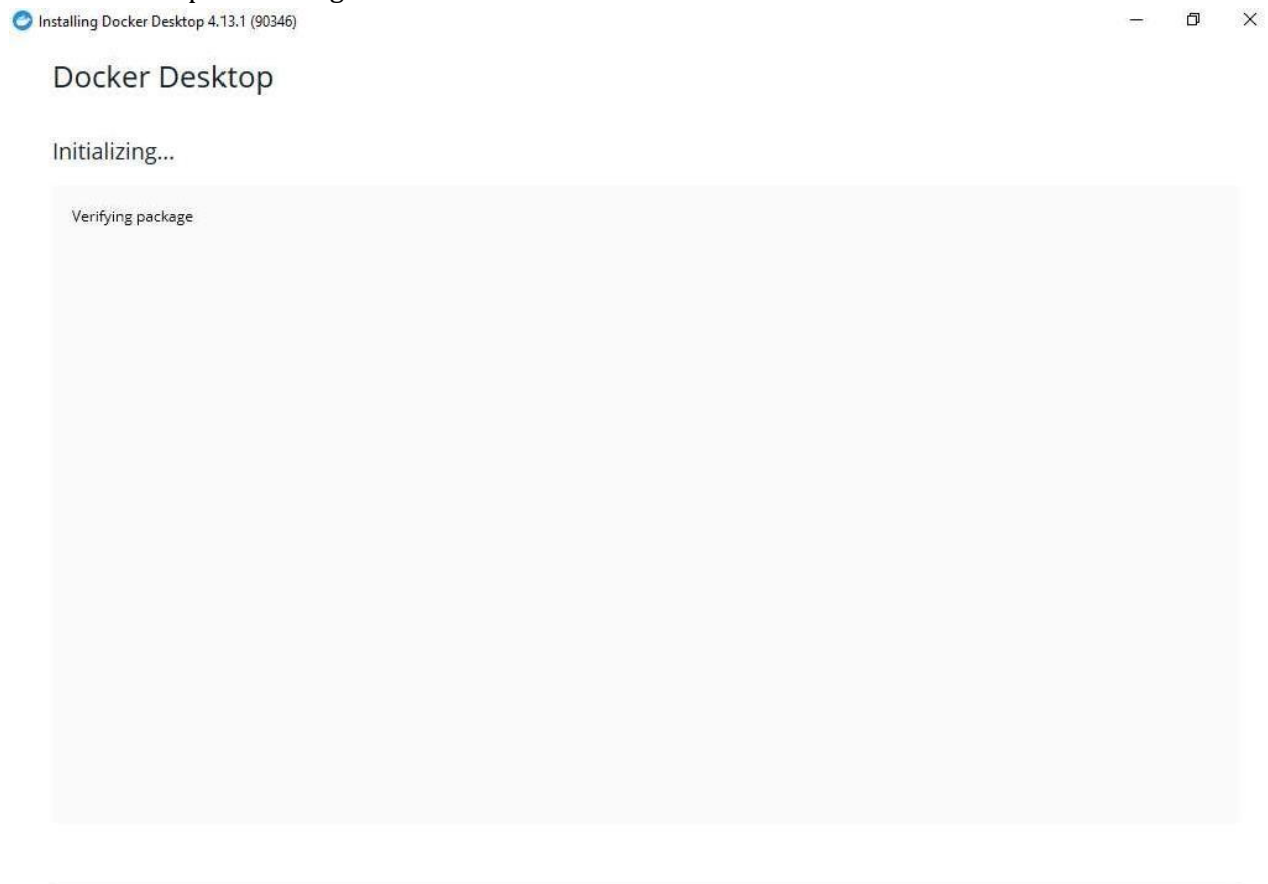 Installing Docker Desktop 4.13.1 (90346)
Docker Desktop
Initializing...
Verifying package